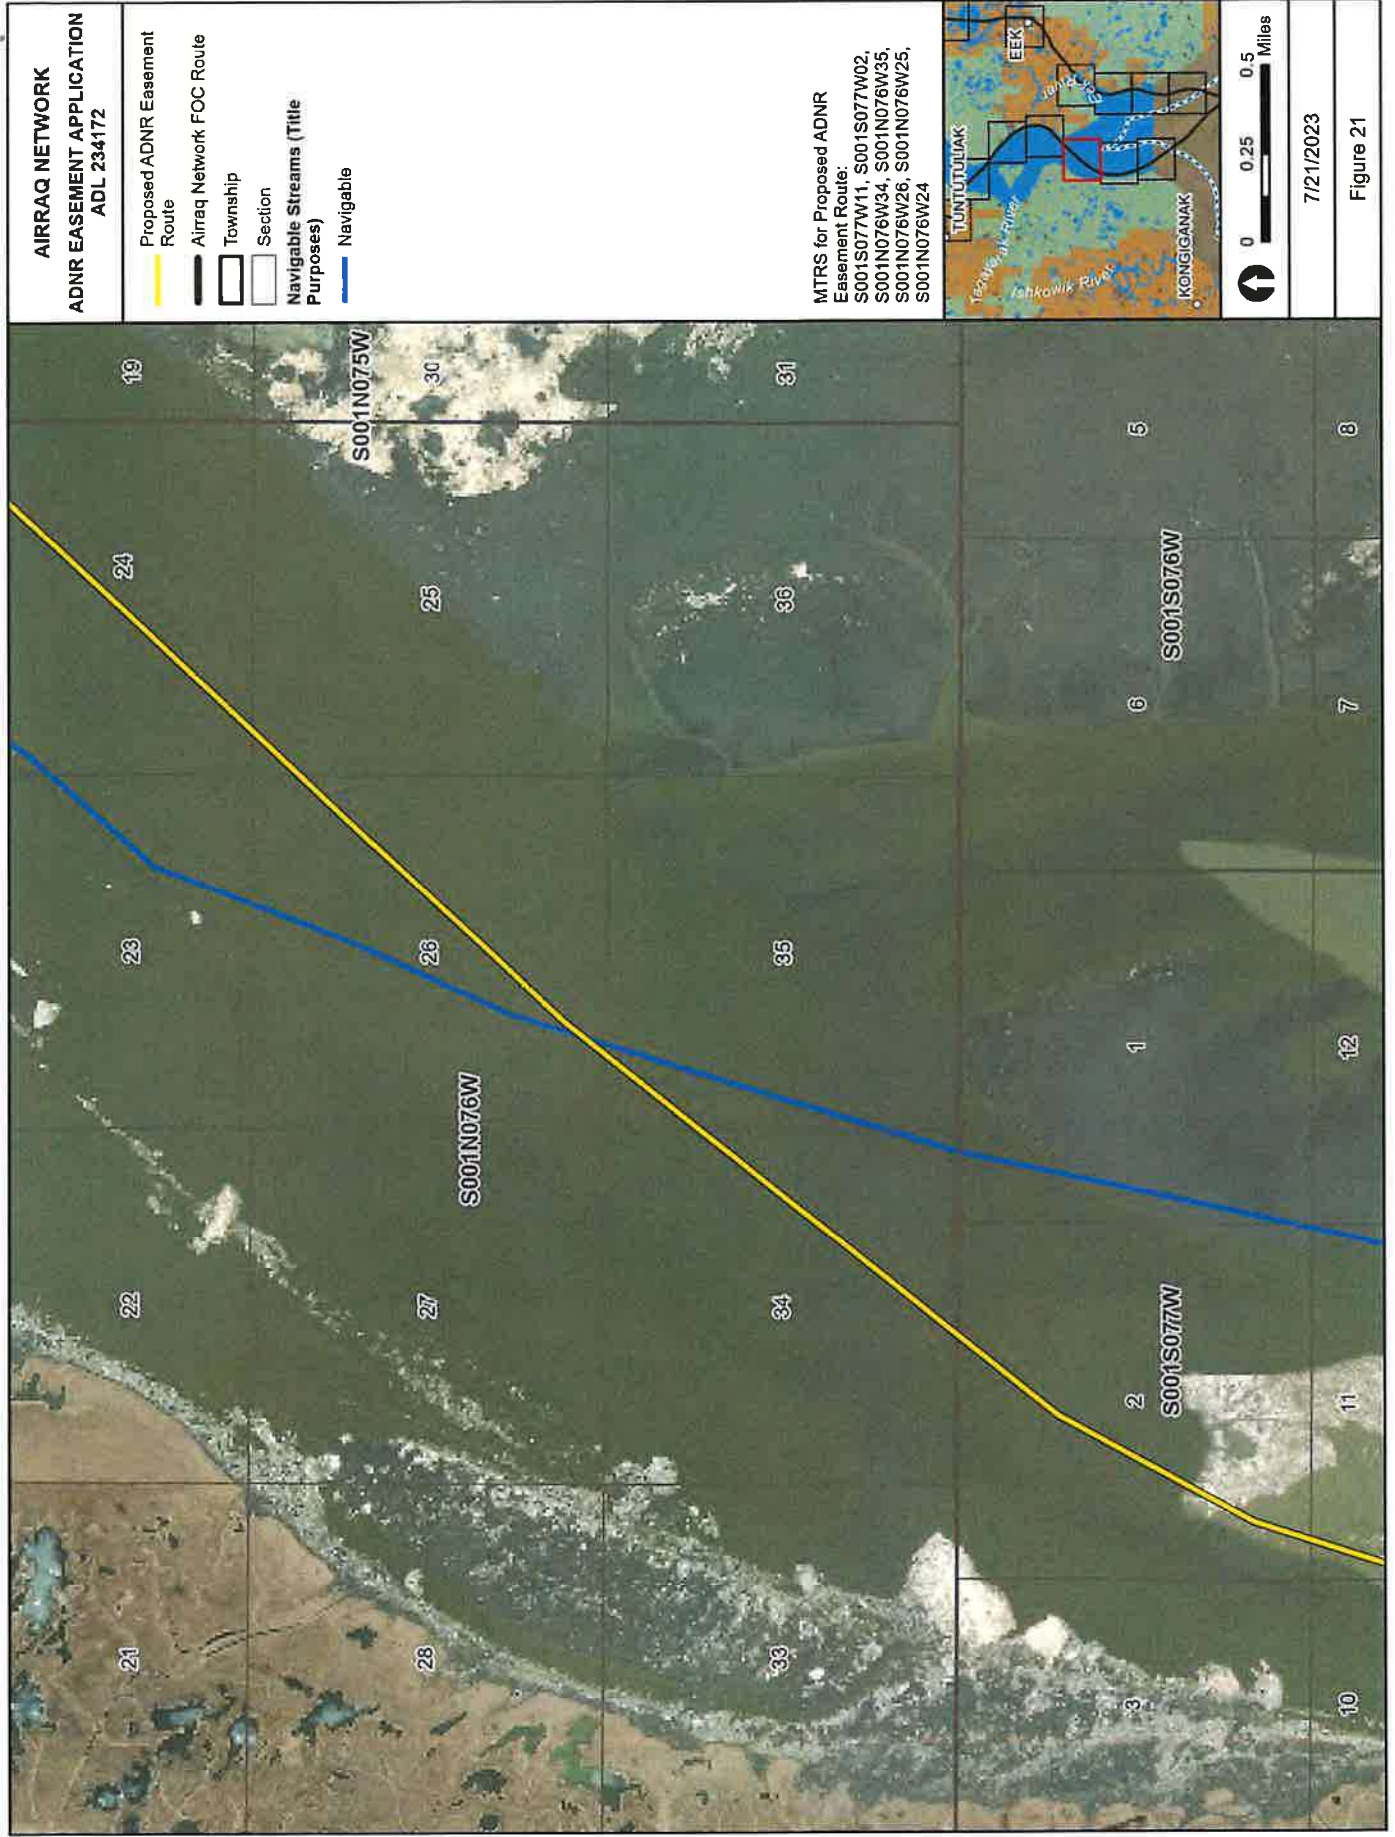 AIRRAQ NETWORK
ADNR EASEMENT APPLICATION
ADL 234172
Proposed ADNR Easement
Route
Airraq Network FOC Route
Township
Section
Navigable Streams (Title
Purposes)
Navigable
MTRS for Proposed ADNR
Easement Route:
S001S077W11, S001S077W02,
S001N076W34, S001N076W35,
S001N076W26, S001N076W25,
S001N076W24
TUNTUTULIAK
EEK
Eek River
Ishkowik River
KONGIGANAK
0 0.25 0.5
Miles
7/21/2023
Figure 21
21
22
23
24
19
S001N075W
28
27
26
25
30
S001N076W
33
34
35
36
31
3
2
1
6
5
S001S077W
S001S076W
10
11
12
7
8